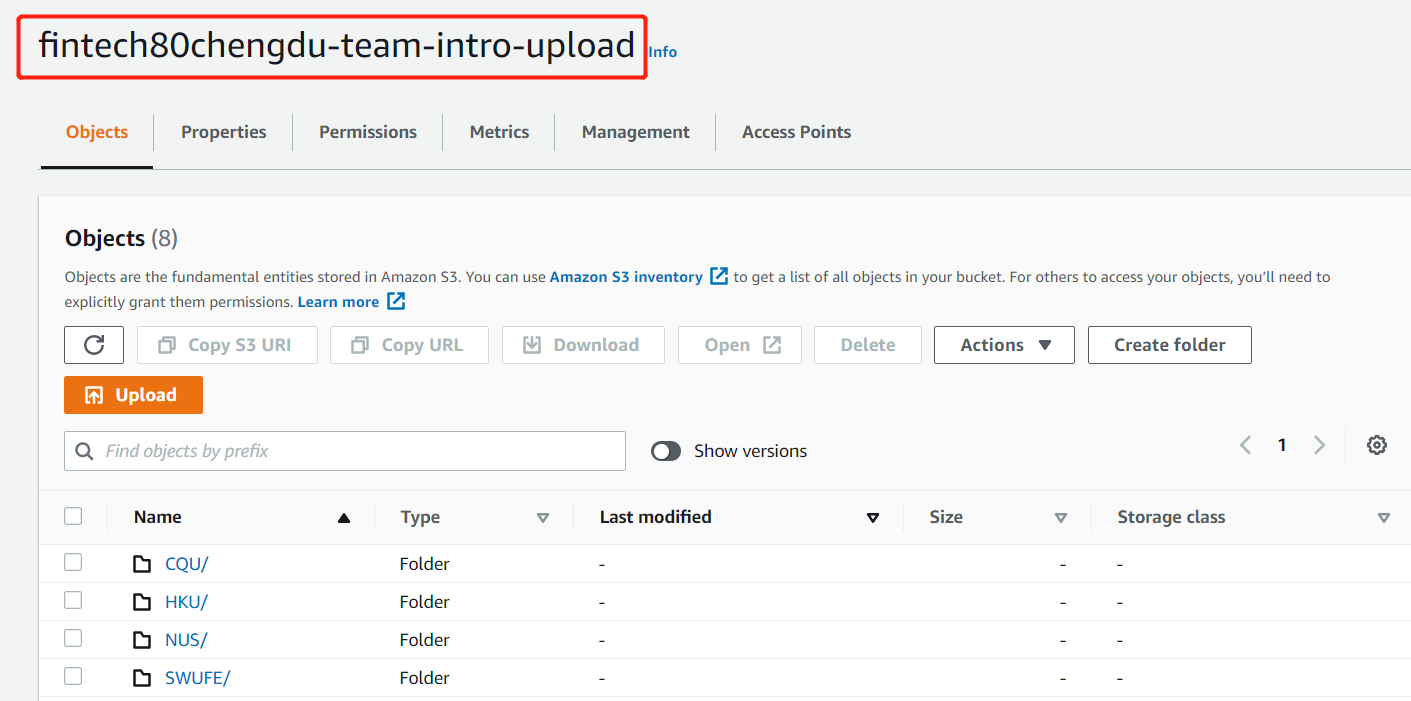 fintech80chengdu-team-intro-upload Info
Objects Properties Permissions Metrics Management Access Points
Objects (8)
Objects are the fundamental entities stored in Amazon S3. You can use Amazon S3 inventory to get a list of all objects in your bucket. For others to access your objects, you'll need to
explicitly grant them permissions. Learn more
Copy S3 URI Copy URL Download Open Delete Actions Create folder
Upload
Find objects by prefix Show versions 1
Name Type Last modified Size Storage class
CQU/ Folder - - -
HKU/ Folder - - -
NUS/ Folder - - -
SWUFE/ Folder - - -